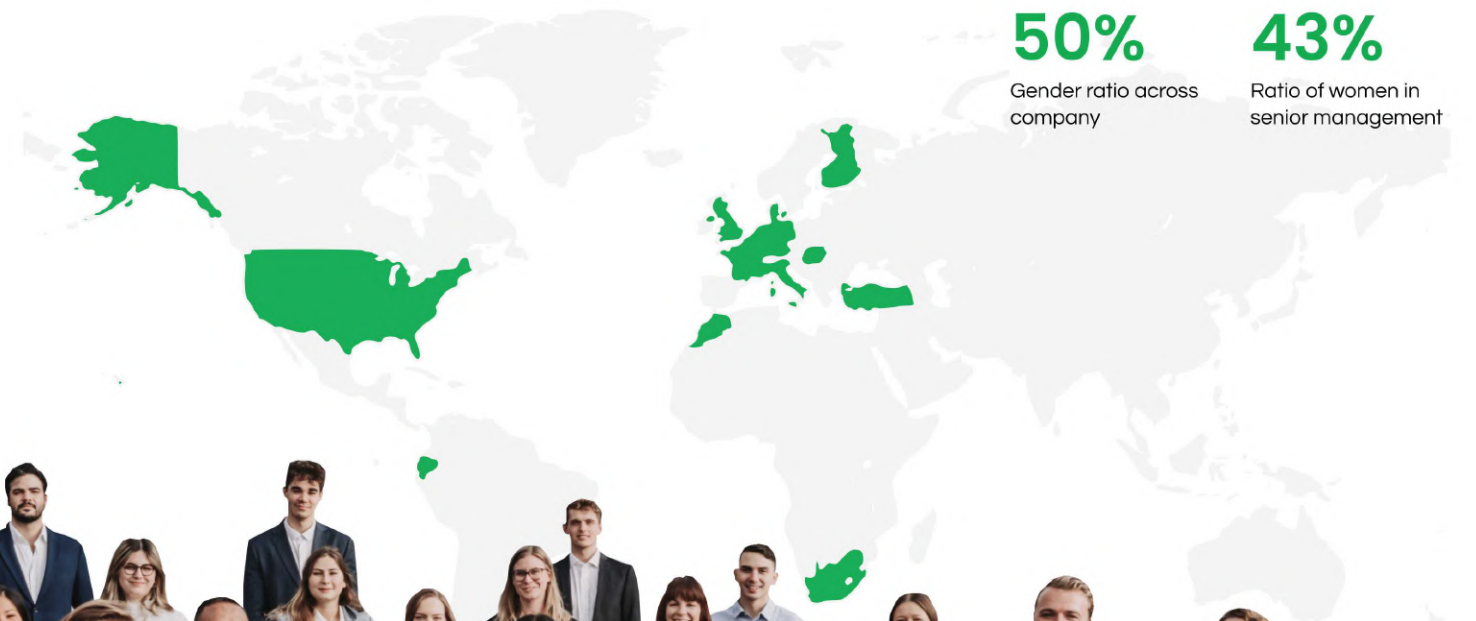 50%
Gender ratio across
company
43%
Ratio of women in
senior management